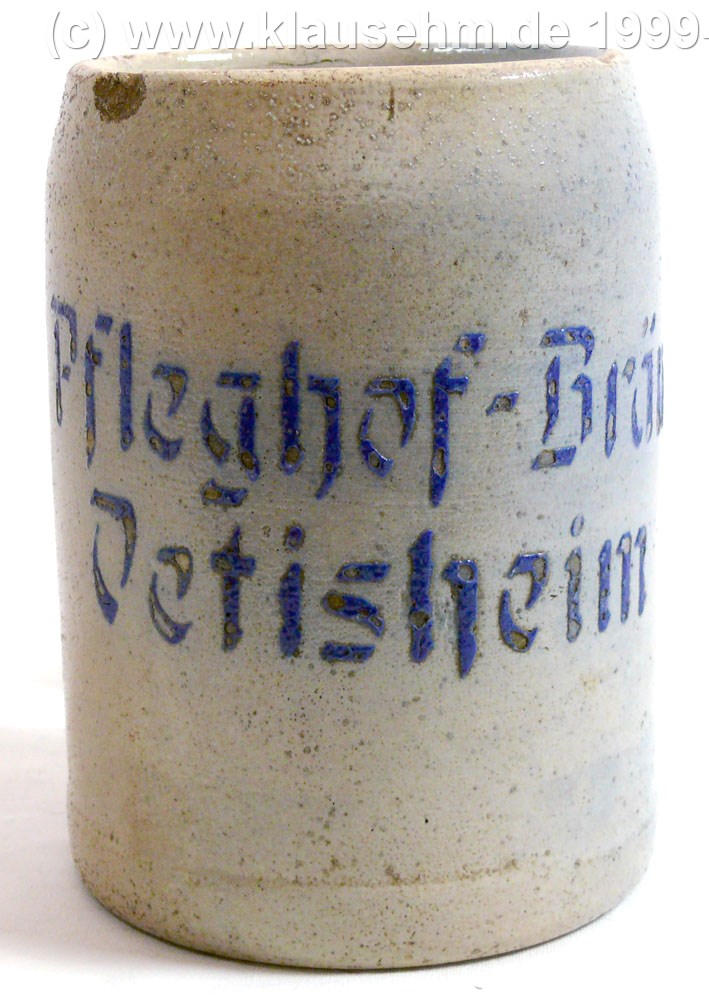 (c) www.klausehm.de 1999-
Pfleghof-Bräu
Oetisheim